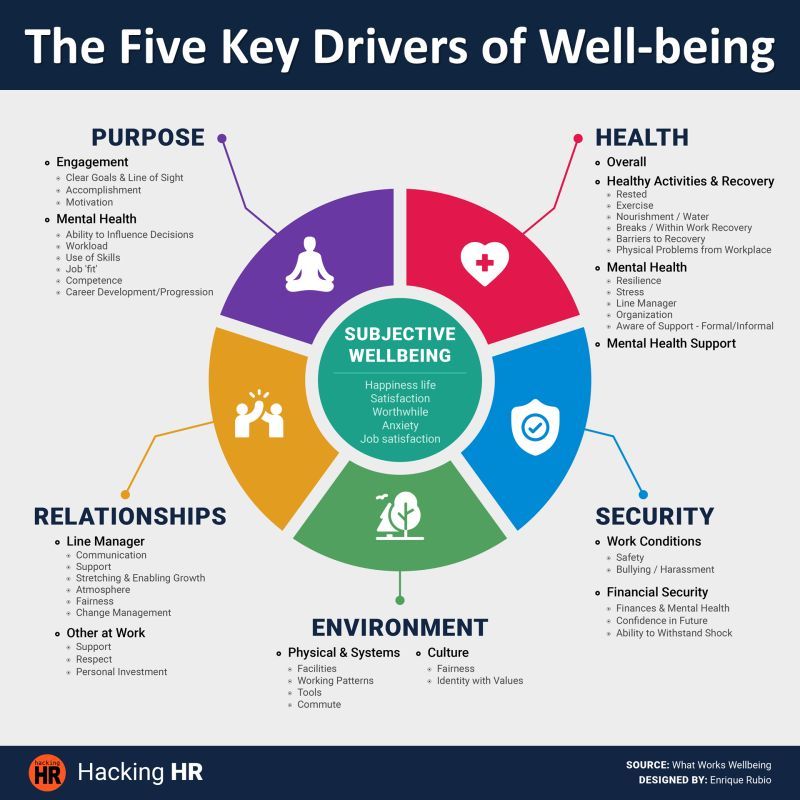 The Five Key Drivers of Well-being
PURPOSE
Engagement
Clear Goals & Line of Sight
Accomplishment
Motivation
Mental Health
Ability to Influence Decisions
Workload
Use of Skills
Job 'fit'
Competence
Career Development/Progression
HEALTH
Overall
Healthy Activities & Recovery
Rested
Exercise
Nourishment / Water
Breaks / Within Work Recovery
Barriers to Recovery
Physical Problems from Workplace
Mental Health
Resilience
Stress
Line Manager
Organization
Aware of Support - Formal/Informal
Mental Health Support
SUBJECTIVE
WELLBEING
Happiness life
Satisfaction
Worthwhile
Anxiety
Job satisfaction
RELATIONSHIPS
Line Manager
Communication
Support
Stretching & Enabling Growth
Atmosphere
Fairness
Change Management
Other at Work
Support
Respect
Personal Investment
ENVIRONMENT
Physical & Systems
Facilities
Working Patterns
Tools
Commute
Culture
Fairness
Identity with Values
SECURITY
Work Conditions
Safety
Bullying / Harassment
Financial Security
Finances & Mental Health
Confidence in Future
Ability to Withstand Shock
hacking
HR
Hacking HR
SOURCE: What Works Wellbeing
DESIGNED BY: Enrique Rubio